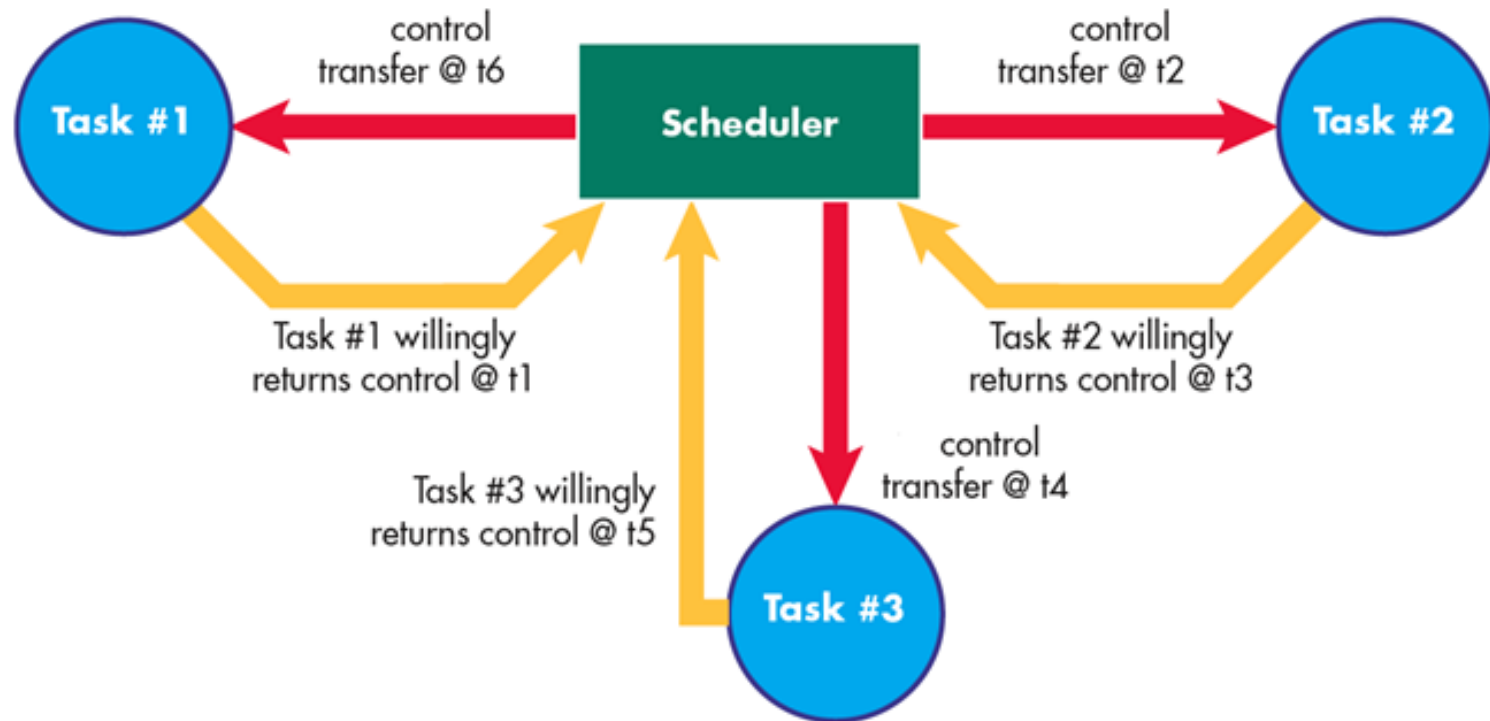 control
transfer @ t6
control
transfer @ t2
Task #1
Scheduler
Task #2
Task #1 willingly
returns control @ t1
Task #2 willingly
returns control @ t3
control
transfer @ t4
Task #3 willingly
returns control @ t5
Task #3